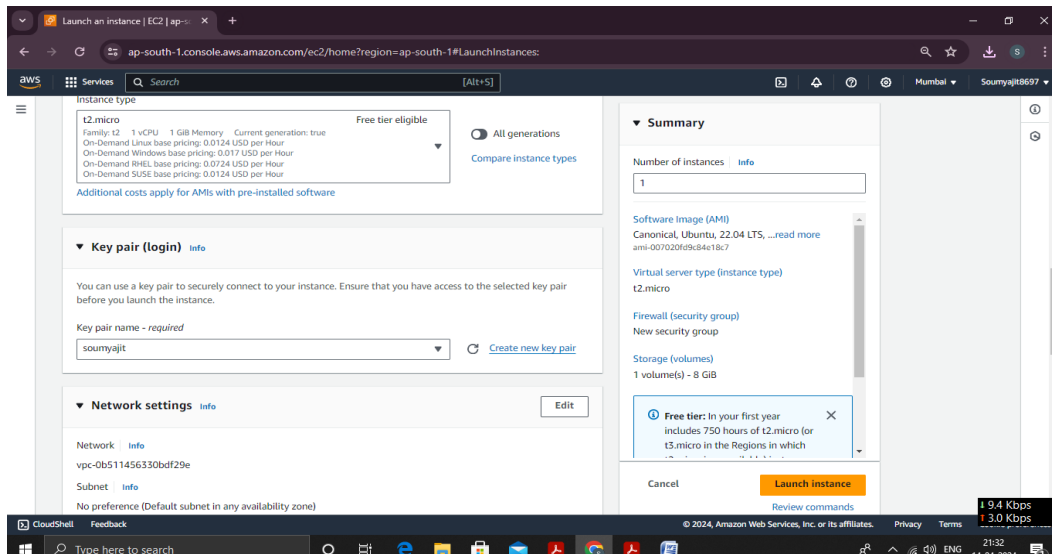 Launch an instance | EC2 | ap-s
ap-south-1.console.aws.amazon.com/ec2/home?region=ap-south-1#LaunchInstances:
S
aws
Services
Search
[Alt+S]
Mumbai
Soumyajit8697
Instance type
t2.micro
Free tier eligible
Family: t2 1 vCPU 1 GiB Memory Current generation: true
On-Demand Linux base pricing: 0.0124 USD per Hour
On-Demand Windows base pricing: 0.017 USD per Hour
On-Demand RHEL base pricing: 0.0724 USD per Hour
On-Demand SUSE base pricing: 0.0124 USD per Hour
All generations
Compare instance types
Additional costs apply for AMIs with pre-installed software
Key pair (login) Info
You can use a key pair to securely connect to your instance. Ensure that you have access to the selected key pair
before you launch the instance.
Key pair name - required
soumyajit
Create new key pair
Network settings Info
Edit
Network Info
vpc-0b511456330bdf29e
Subnet Info
No preference (Default subnet in any availability zone)
Summary
Number of instances Info
1
Software Image (AMI)
Canonical, Ubuntu, 22.04 LTS, ...read more
ami-007020fd9c84e18c7
Virtual server type (instance type)
t2.micro
Firewall (security group)
New security group
Storage (volumes)
1 volume(s) - 8 GiB
Free tier: In your first year
includes 750 hours of t2.micro (or
t3.micro in the Regions in which
Cancel
Launch instance
Review commands
CloudShell
Feedback
© 2024, Amazon Web Services, Inc. or its affiliates.
Privacy
Terms
9.4 Kbps
3.0 Kbps
Type here to search
ENG
21:32